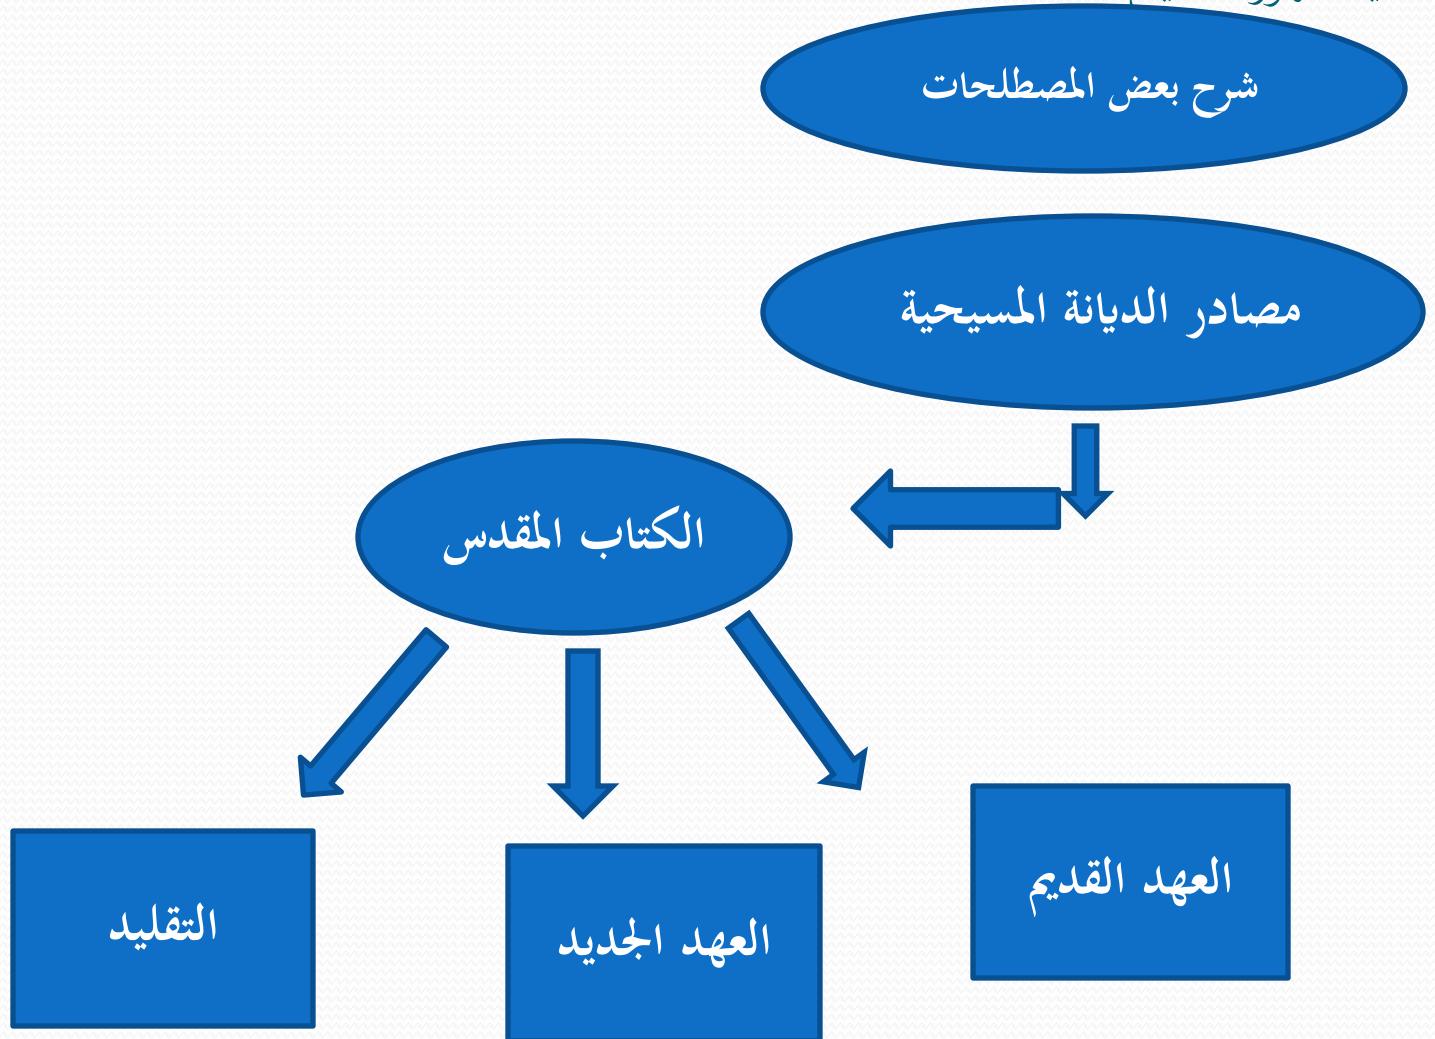 شرح بعض المصطلحات
مصادر الديانة المسيحية
الكتاب المقدس
العهد القديم
العهد الجديد
التقليد